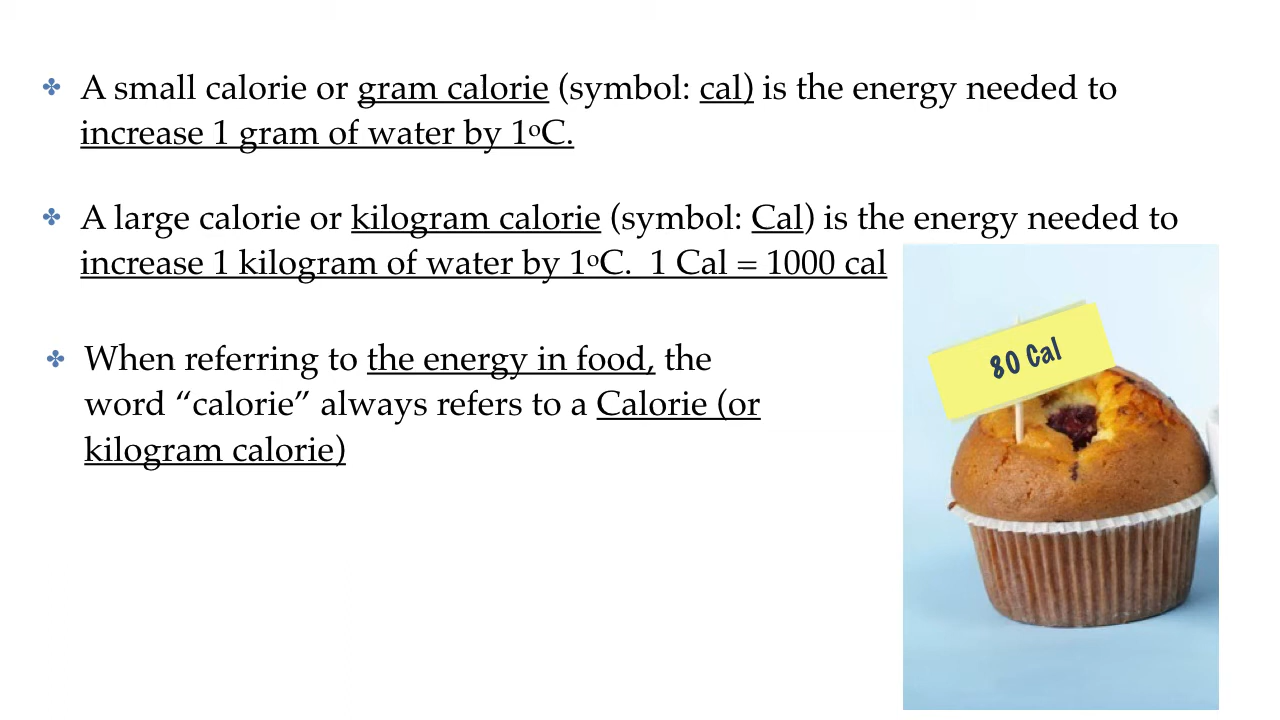 A small calorie or gram calorie (symbol: cal) is the energy needed to
increase 1 gram of water by 1ºC.
A large calorie or kilogram calorie (symbol: Cal) is the energy needed to
increase 1 kilogram of water by 1ºC.  1 Cal = 1000 cal
When referring to the energy in food, the
word “calorie” always refers to a Calorie (or
kilogram calorie)
80 Cal